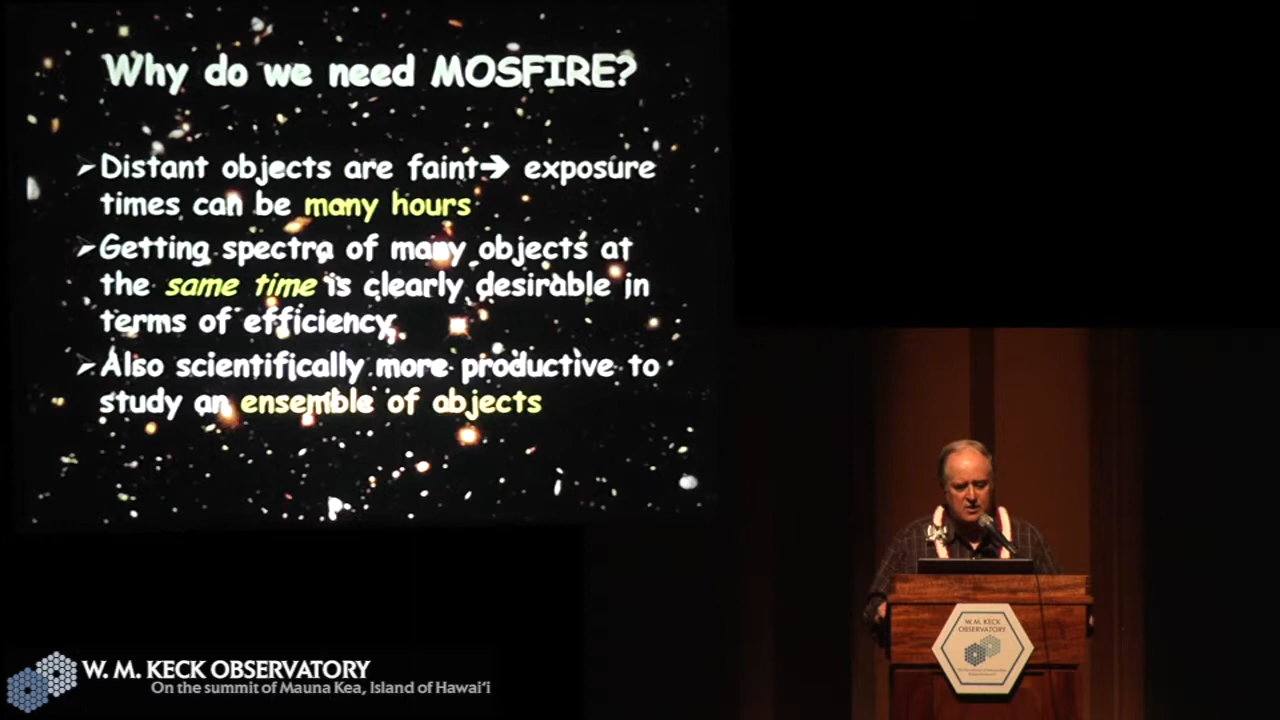 Why do we need MOSFIRE?
➢Distant objects are faint➔ exposure
times can be many hours
➢Getting spectra of many objects at
the same time is clearly desirable in
terms of efficiency
➢Also scientifically more productive to
study an ensemble of objects
W. M. KECK
OBSERVATORY
W. M. KECK OBSERVATORY
On the summit of Mauna Kea, Island of Hawai‘i